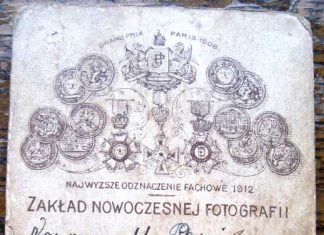 GRAND PRIX PARIS 1908
NAJWYŻSZE ODZNACZENIE FACHOWE 1912
ZAKŁAD NOWOCZESNEJ FOTOGRAFII